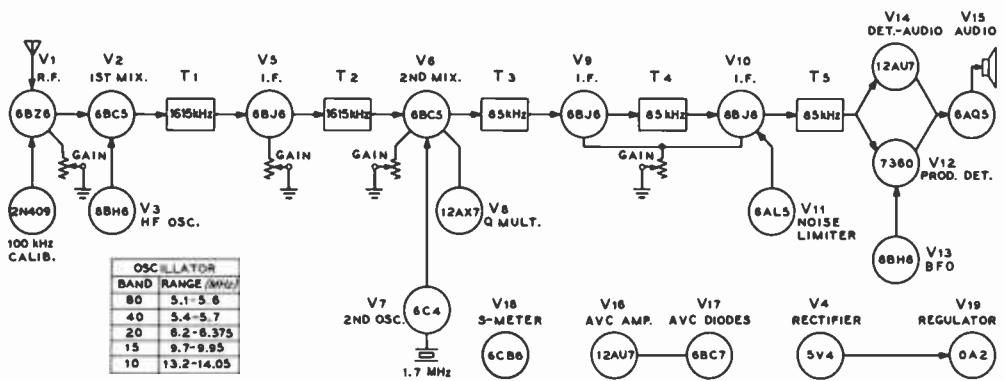 V1
R.F.
V2
1ST MIX.
T1
V5
I.F.
T2
V6
2ND MIX.
T3
V9
I.F.
T4
V10
I.F.
T5
V14
DET.-AUDIO
V15
AUDIO
6BZ6
6BC5
1615kHz
6BJ6
1615kHz
6BC5
85kHz
6BJ6
85kHz
6BJ6
85kHz
12AU7
6AQ5
GAIN
GAIN
GAIN
GAIN
7360
V12
PROD. DET.
2N409
100 kHz
CALIB.
6BH6
V3
HF OSC.
12AX7
V8
Q MULT.
6AL5
V11
NOISE
LIMITER
6BH6
V13
BFO
OSCILLATOR
BAND RANGE (MHz)
80 5.1-5.6
40 5.4-5.7
20 6.2-6.375
15 9.7-9.95
10 13.2-14.05
V7
2ND OSC.
6C4
1.7 MHz
V18
S-METER
6CB6
V16
AVC AMP.
12AU7
V17
AVC DIODES
6BC7
V4
RECTIFIER
5V4
V19
REGULATOR
0A2